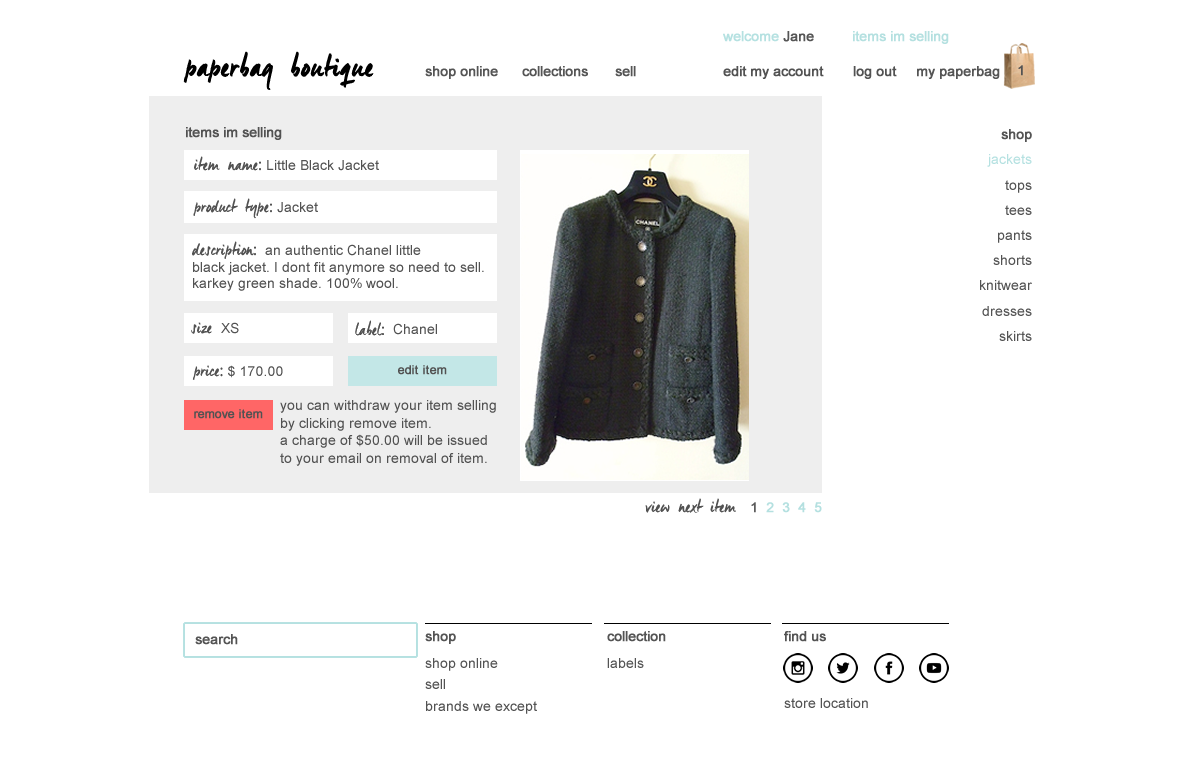 welcome Jane items im selling
paperbag boutique shop online collections sell edit my account log out my paperbag 1
items im selling
item name: Little Black Jacket
product type: Jacket
description: an authentic Chanel little
black jacket. I dont fit anymore so need to sell.
karkey green shade. 100% wool.
size XS
label: Chanel
price: $ 170.00
edit item
remove item
you can withdraw your item selling
by clicking remove item.
a charge of $50.00 will be issued
to your email on removal of item.
CHANEL
view next item 1 2 3 4 5
shop
jackets
tops
tees
pants
shorts
knitwear
dresses
skirts
search
shop
shop online
sell
brands we except
collection
labels
find us
store location